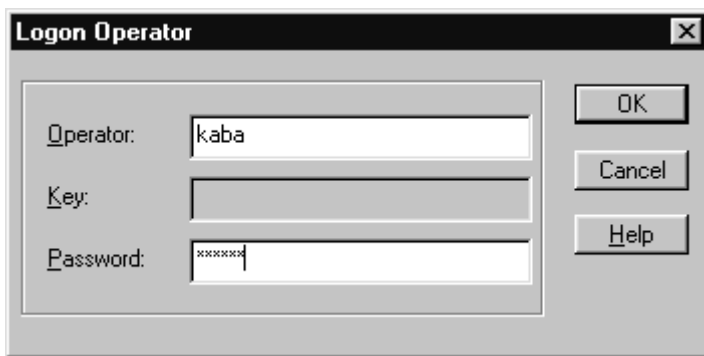 Logon Operator
Operator: kaba
Key:
Password: ******
OK
Cancel
Help